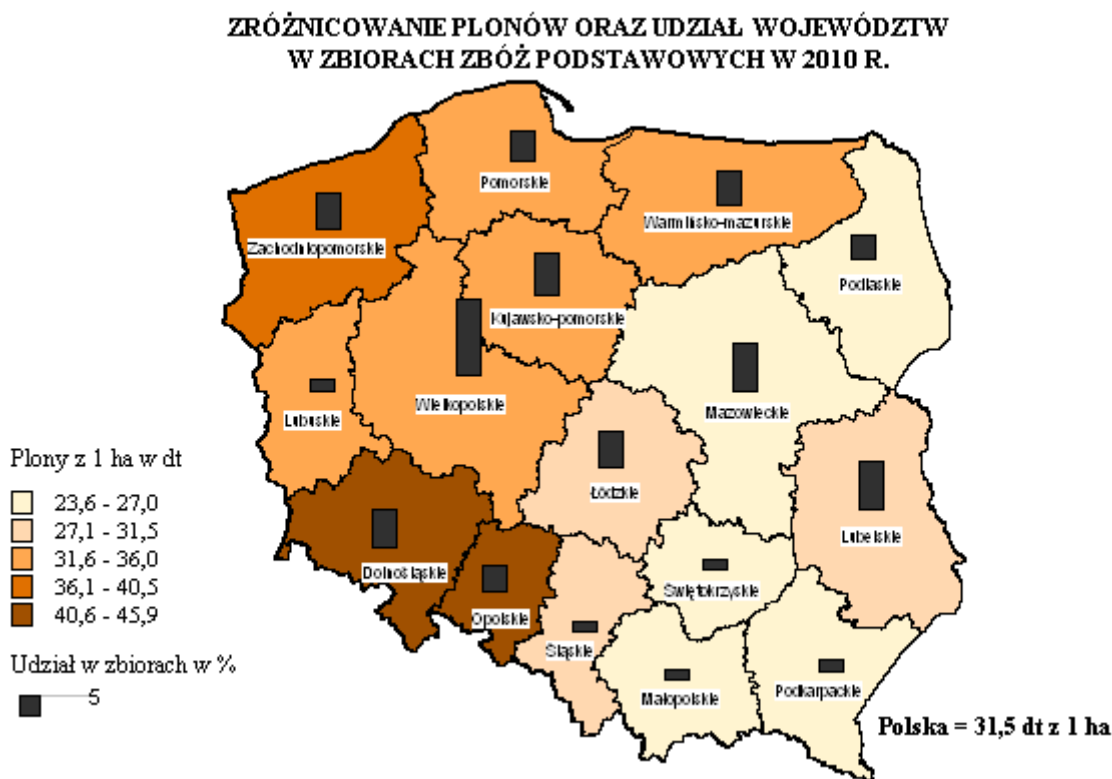 ZRÓŻNICOWANIE PLONÓW ORAZ UDZIAŁ WOJEWÓDZTW
W ZBIORACH ZBÓŻ PODSTAWOWYCH W 2010 R.
Pomorskie
Warmińsko-mazurskie
Zachodniopomorskie
Podlaskie
Kujawsko-pomorskie
Wielkopolskie
Mazowieckie
Lubuskie
Plony z 1 ha w dt
23,6 - 27,0
27,1 - 31,5
31,6 - 36,0
36,1 - 40,5
40,6 - 45,9
Łódzkie
Lubelskie
Dolnośląskie
Świętokrzyskie
Opolskie
Śląskie
Małopolskie
Podkarpackie
Udział w zbiorach w %
5
Polska = 31,5 dt z 1 ha